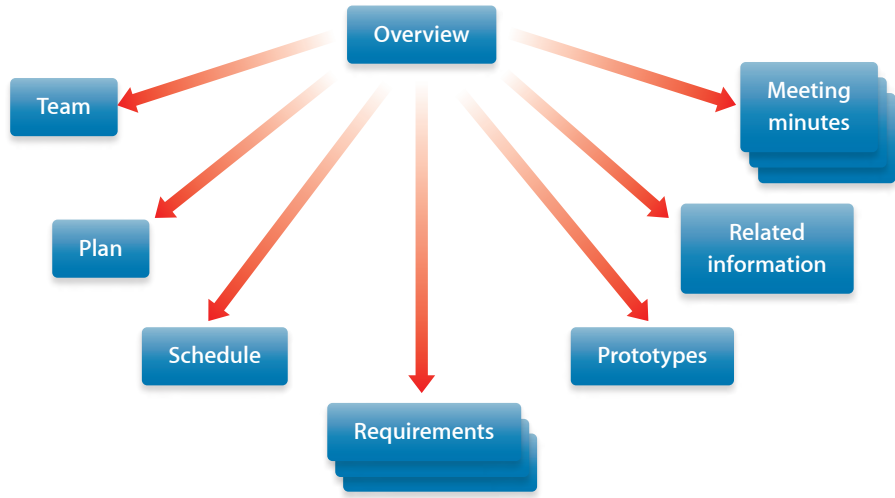 Overview
Team
Meeting
minutes
Plan
Related
information
Schedule
Prototypes
Requirements